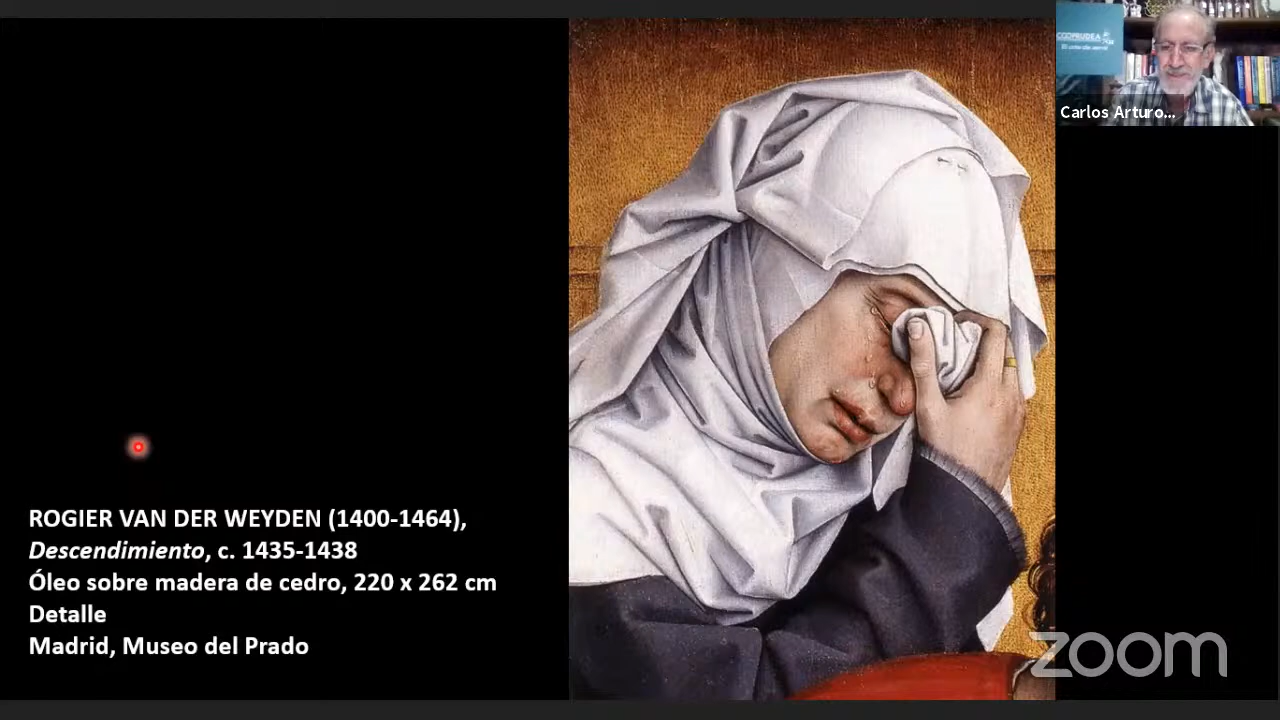 ROGIER VAN DER WEYDEN (1400-1464),
Descendimiento, c. 1435-1438
Óleo sobre madera de cedro, 220 x 262 cm
Detalle
Madrid, Museo del Prado
Carlos Arturo...
zoom